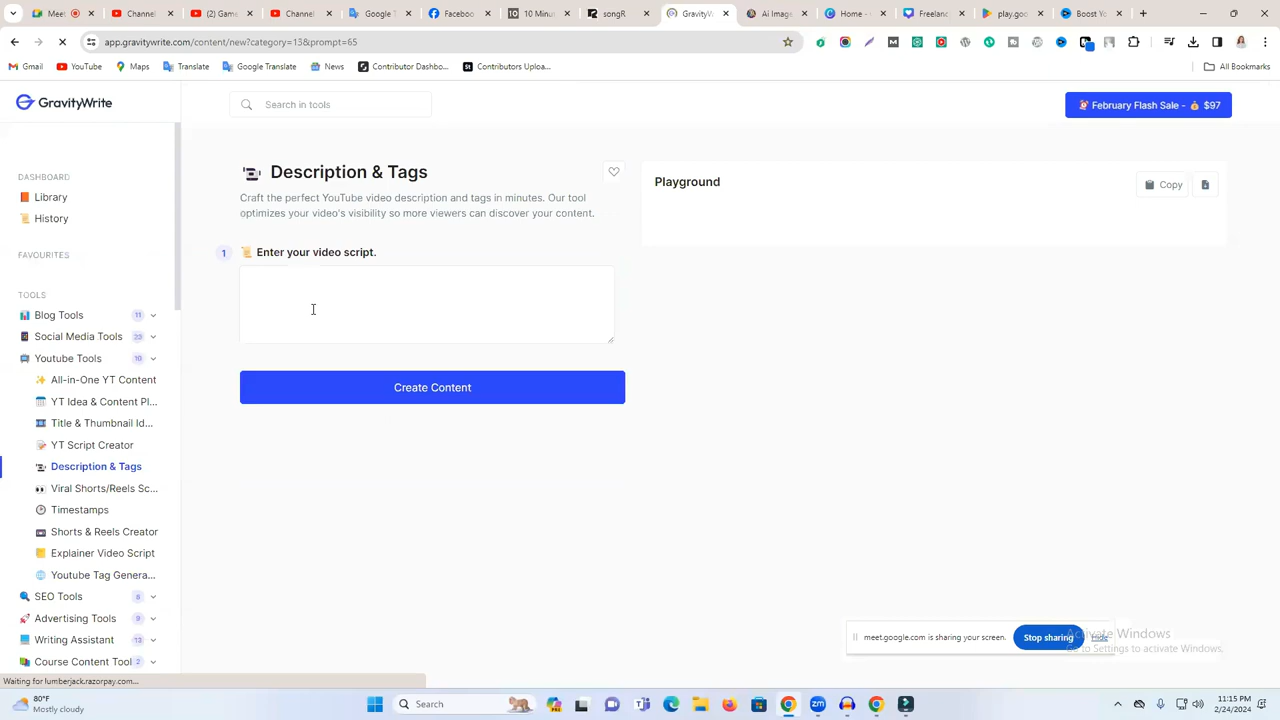 Meet
Gravity
(2) Game
Channel
Google T
Faceboo
10 Minu
songR
GravityW
Ai Image
Home -
Freelanc
play.goo
Boost Yo
app.gravitywrite.com/content/new?category=13&prompt=65
Gmail
YouTube
Maps
Translate
Google Translate
News
Contributor Dashbo...
Contributors Uploa...
All Bookmarks
GravityWrite
Search in tools
February Flash Sale - $97
DASHBOARD
Library
History
FAVOURITES
TOOLS
Blog Tools 11
Social Media Tools
Youtube Tools 10
All-in-One YT Content
YT Idea & Content Pl...
Title & Thumbnail Id...
YT Script Creator
Description & Tags
Viral Shorts/Reels Sc...
Timestamps
Shorts & Reels Creator
Explainer Video Script
Youtube Tag Genera...
SEO Tools
Advertising Tools 9
Writing Assistant 13
Course Content Tool 2
Description & Tags
Craft the perfect YouTube video description and tags in minutes. Our tool
optimizes your video's visibility so more viewers can discover your content.
1 Enter your video script.
Create Content
Playground
Copy
meet.google.com is sharing your screen.
Stop sharing
Hide
Activate Windows
Go to Settings to activate Windows.
Waiting for lumberjack.razorpay.com...
80°F
Mostly cloudy
Search
11:15 PM
2/24/2024